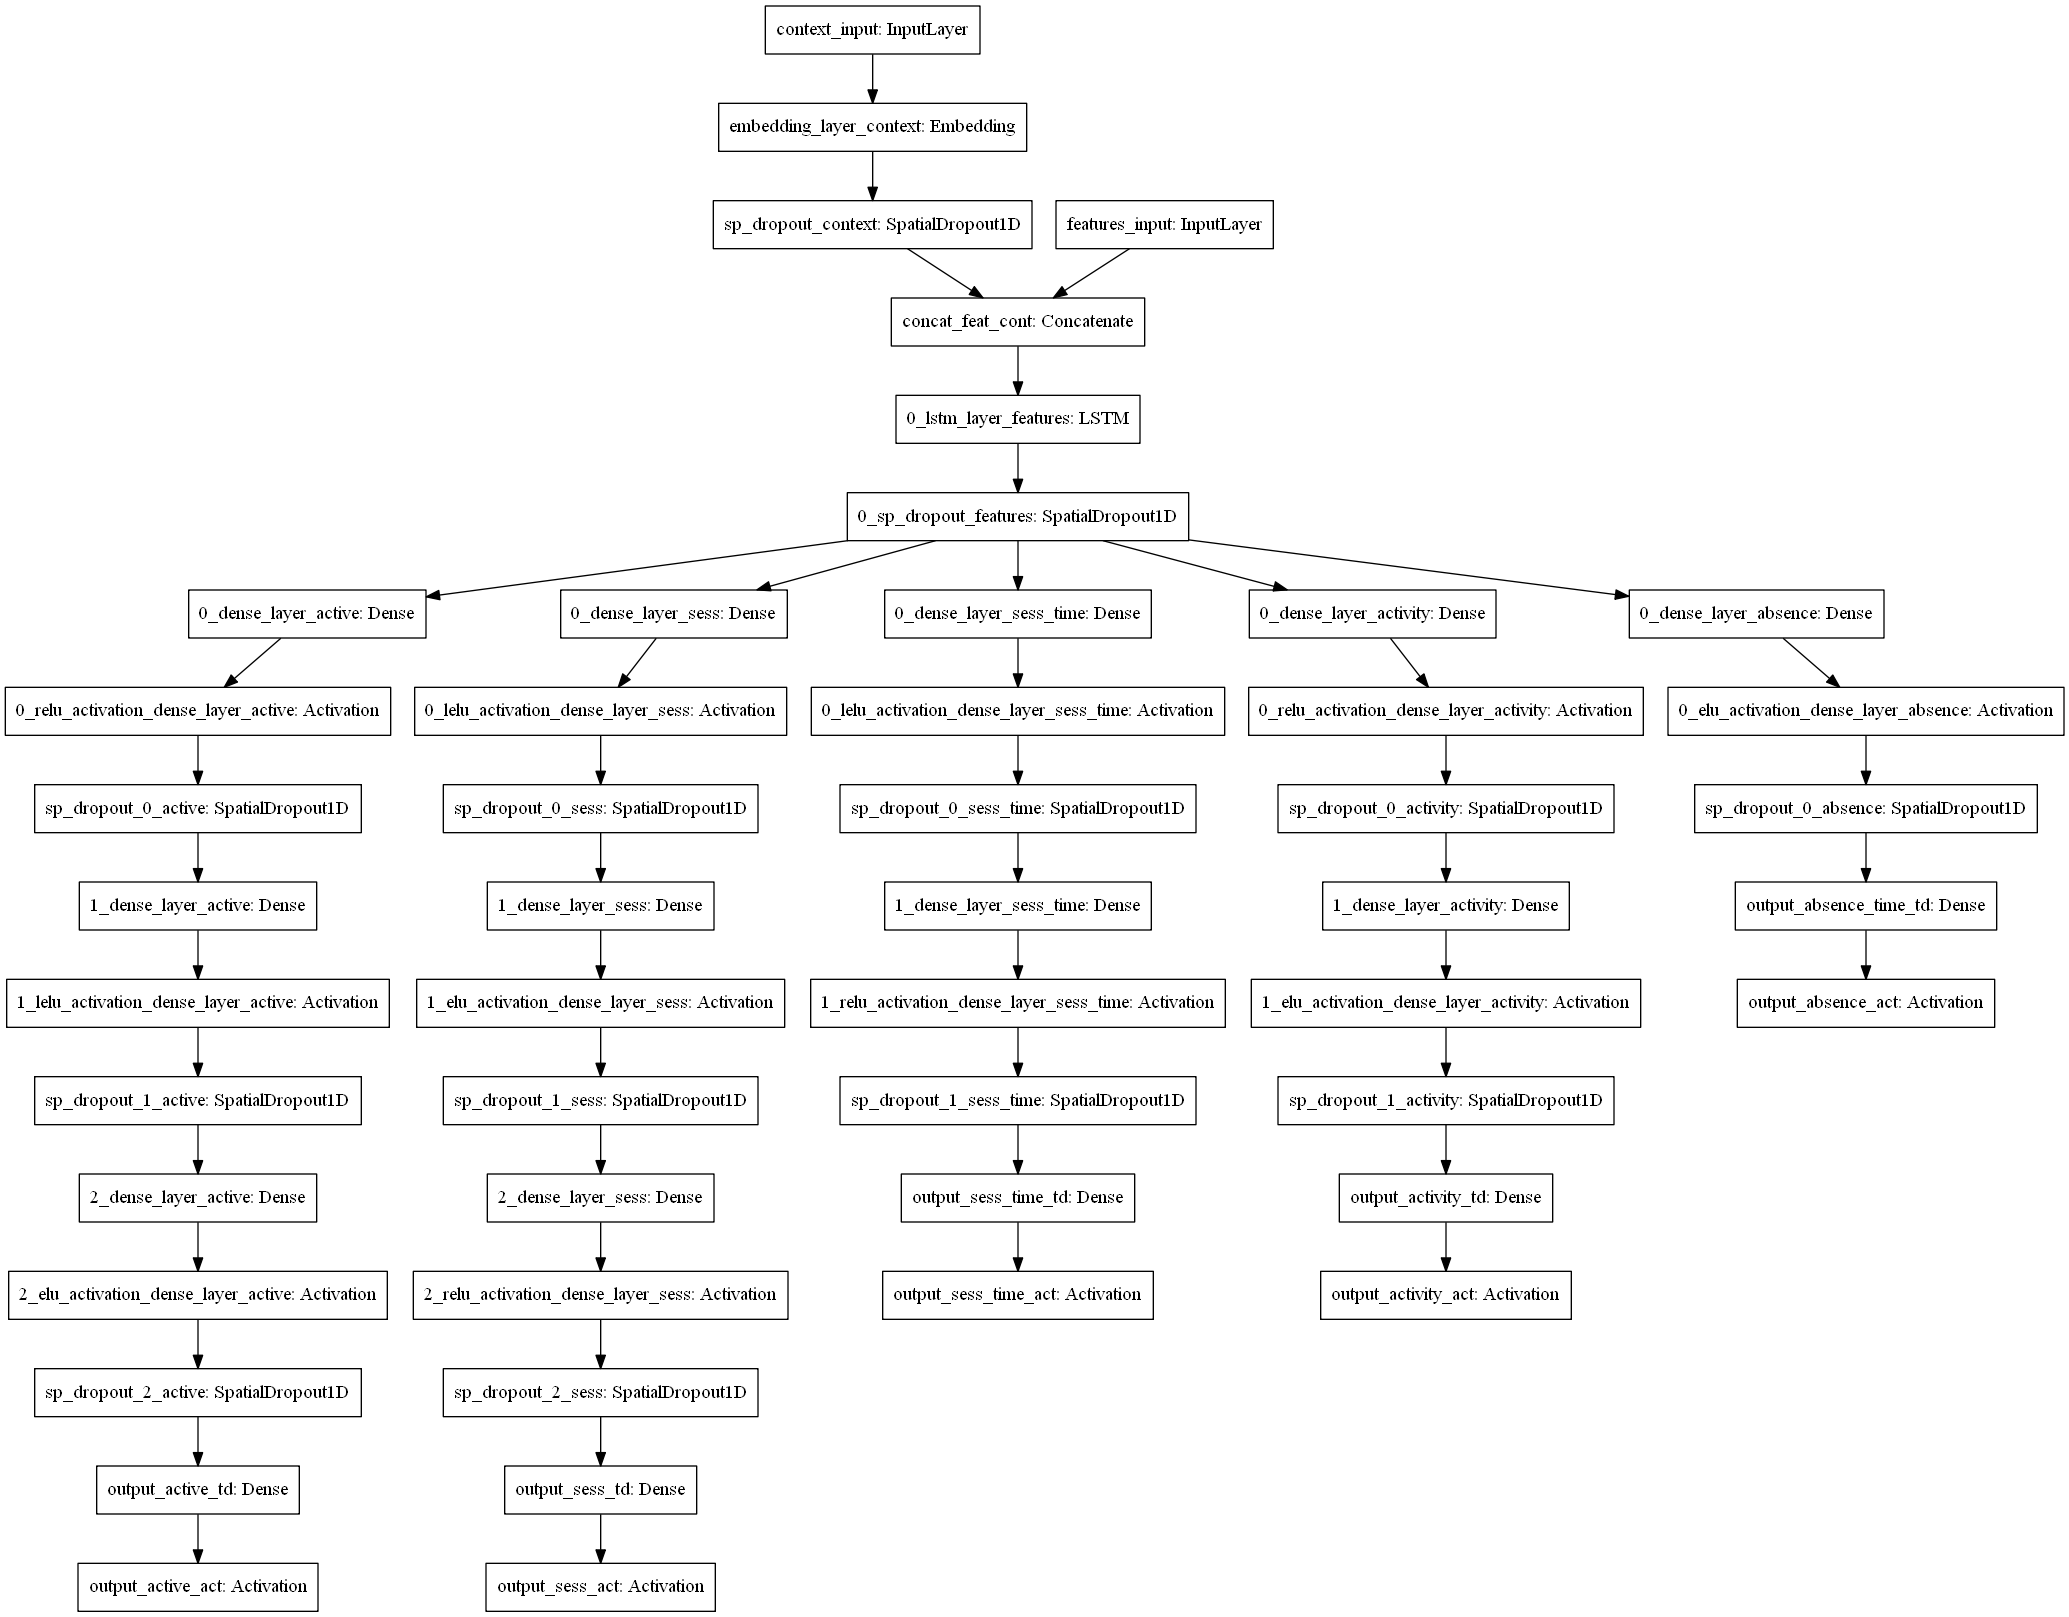 context_input: InputLayer
embedding_layer_context: Embedding
sp_dropout_context: SpatialDropout1D
features_input: InputLayer
concat_feat_cont: Concatenate
0_lstm_layer_features: LSTM
0_sp_dropout_features: SpatialDropout1D
0_dense_layer_active: Dense
0_dense_layer_sess: Dense
0_dense_layer_sess_time: Dense
0_dense_layer_activity: Dense
0_dense_layer_absence: Dense
0_relu_activation_dense_layer_active: Activation
0_lelu_activation_dense_layer_sess: Activation
0_lelu_activation_dense_layer_sess_time: Activation
0_relu_activation_dense_layer_activity: Activation
0_elu_activation_dense_layer_absence: Activation
sp_dropout_0_active: SpatialDropout1D
sp_dropout_0_sess: SpatialDropout1D
sp_dropout_0_sess_time: SpatialDropout1D
sp_dropout_0_activity: SpatialDropout1D
sp_dropout_0_absence: SpatialDropout1D
1_dense_layer_active: Dense
1_dense_layer_sess: Dense
1_dense_layer_sess_time: Dense
1_dense_layer_activity: Dense
output_absence_time_td: Dense
1_lelu_activation_dense_layer_active: Activation
1_elu_activation_dense_layer_sess: Activation
1_relu_activation_dense_layer_sess_time: Activation
1_elu_activation_dense_layer_activity: Activation
output_absence_act: Activation
sp_dropout_1_active: SpatialDropout1D
sp_dropout_1_sess: SpatialDropout1D
sp_dropout_1_sess_time: SpatialDropout1D
sp_dropout_1_activity: SpatialDropout1D
2_dense_layer_active: Dense
2_dense_layer_sess: Dense
output_sess_time_td: Dense
output_activity_td: Dense
2_elu_activation_dense_layer_active: Activation
2_relu_activation_dense_layer_sess: Activation
output_sess_time_act: Activation
output_activity_act: Activation
sp_dropout_2_active: SpatialDropout1D
sp_dropout_2_sess: SpatialDropout1D
output_active_td: Dense
output_sess_td: Dense
output_active_act: Activation
output_sess_act: Activation